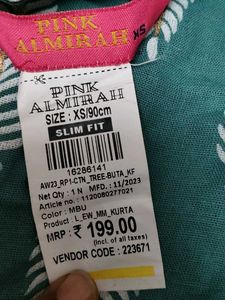 PINK
ALMIRAH
XS
PINK
ALMIRAH
SIZE : XS/90cm
SLIM FIT
16286141
AW23_RP1-CTN_TREE-BUTA_KF
Net Qty : 1 N MFD. : 11/2023
Article No. : 1120080277021
Color : MBU
Product : L_EW_MM_KURTA
MRP : ₹ 199.00
(incl. of all taxes)
VENDOR CODE : 223671